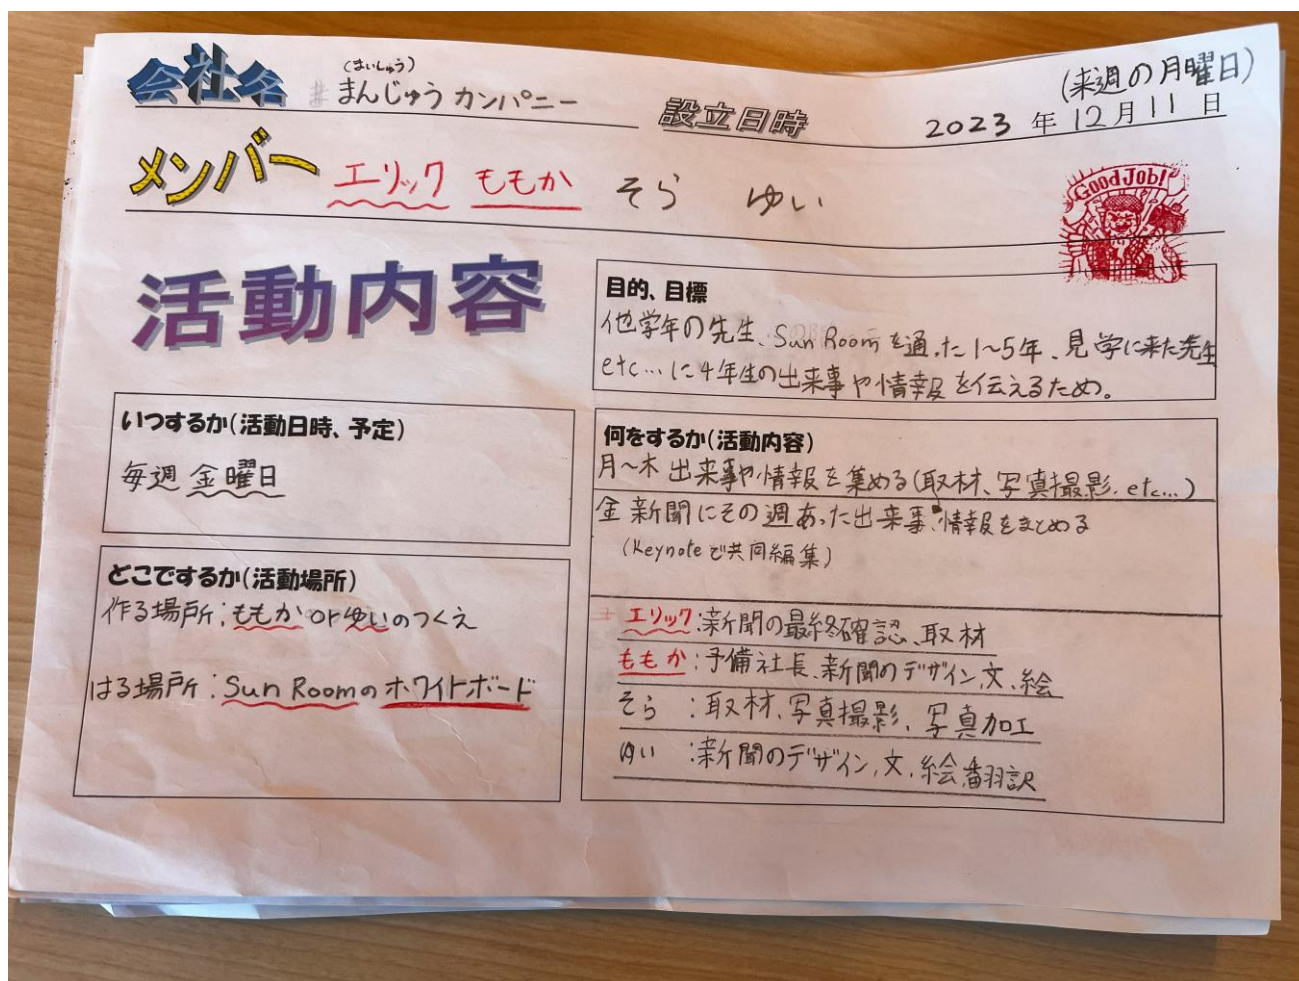 (まいしゅう)
会社名 #まんじゅうカンパニー
設立日時 2023年12月11日
(来週の月曜日)
メンバー エリック ももか そら ゆい
Good Job!
活動内容
目的、目標
他学年の先生、Sun Roomを通った1〜5年、見学に来た先生
etc…に4年生の出来事や情報を伝えるため。
いつするか(活動日時、予定)
毎週金曜日
どこでするか(活動場所)
作る場所:ももかorゆいのつくえ
はる場所:Sun Roomのホワイトボード
何をするか(活動内容)
月〜木 出来事や情報を集める(取材、写真撮影、etc…)
金 新聞にその週あった出来事、情報をまとめる
(Keynoteで共同編集)
エリック:新聞の最終確認、取材
ももか:予備社長、新聞のデザイン、文、絵
そら:取材、写真撮影、写真加工
ゆい:新聞のデザイン、文、絵、翻訳